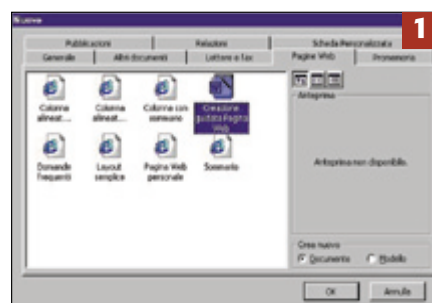 Nuovo
1
Pubblicazioni Relazioni Scheda Personalizzata
Generale Altri documenti Lettere e fax Pagine Web Promemoria
Colonna allineat....
Colonna allineat....
Colonna con sommario
Creazione guidata Pagina Web
Domande frequenti
Layout semplice
Pagina Web personale
Sommario
Anteprima
Anteprima non disponibile.
Crea nuovo
Documento Modello
OK Annulla